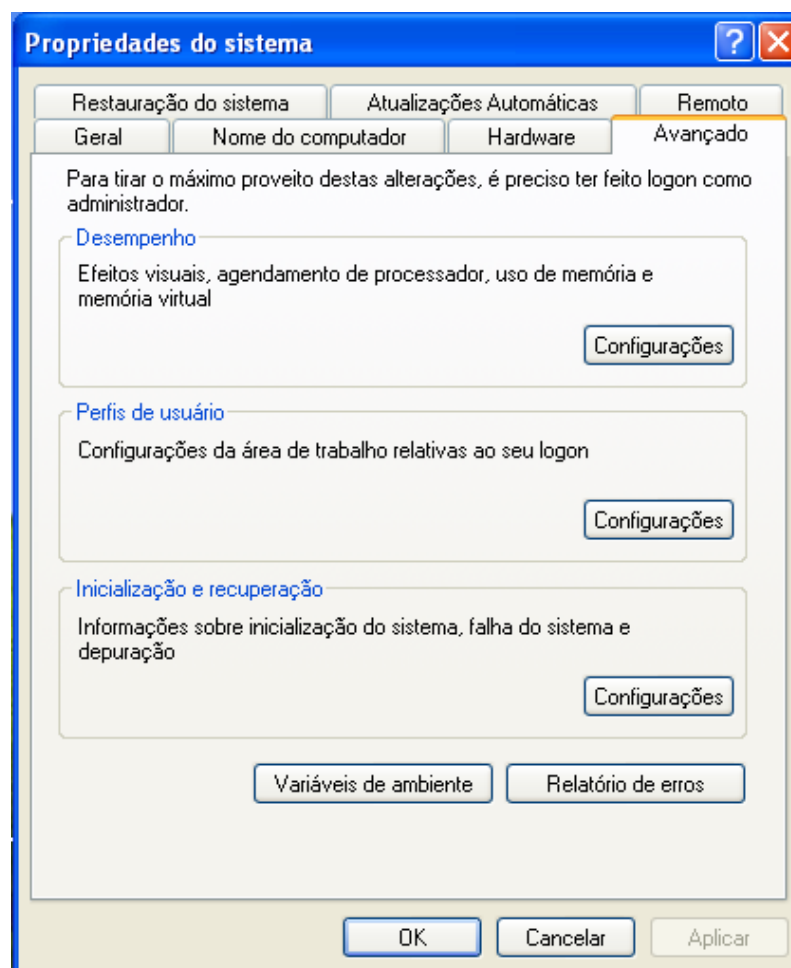 Propriedades do sistema
Restauração do sistema
Atualizações Automáticas
Remoto
Geral
Nome do computador
Hardware
Avançado
Para tirar o máximo proveito destas alterações, é preciso ter feito logon como
administrador.
Desempenho
Efeitos visuais, agendamento de processador, uso de memória e
memória virtual
Configurações
Perfis de usuário
Configurações da área de trabalho relativas ao seu logon
Configurações
Inicialização e recuperação
Informações sobre inicialização do sistema, falha do sistema e
depuração
Configurações
Variáveis de ambiente
Relatório de erros
OK
Cancelar
Aplicar